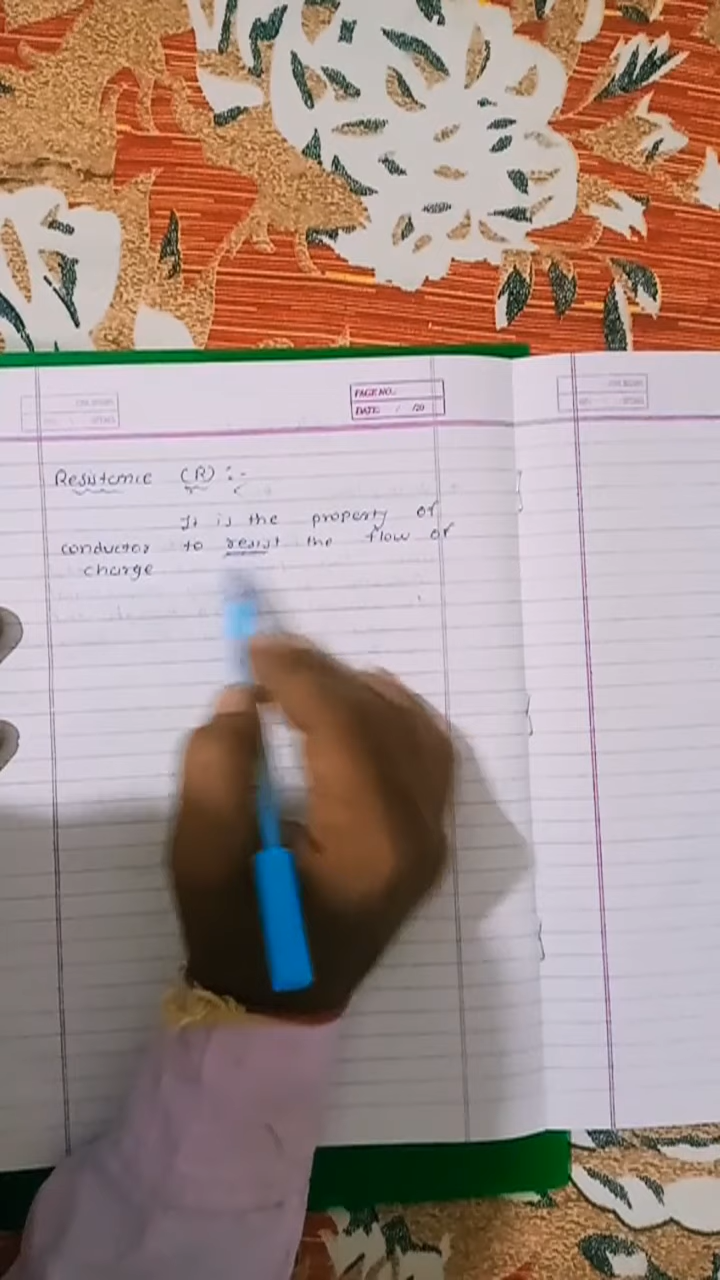 PAGE NO.
DATE / /20
Resistance (R) :-
It is the property of
conductor to resist the flow of
charge